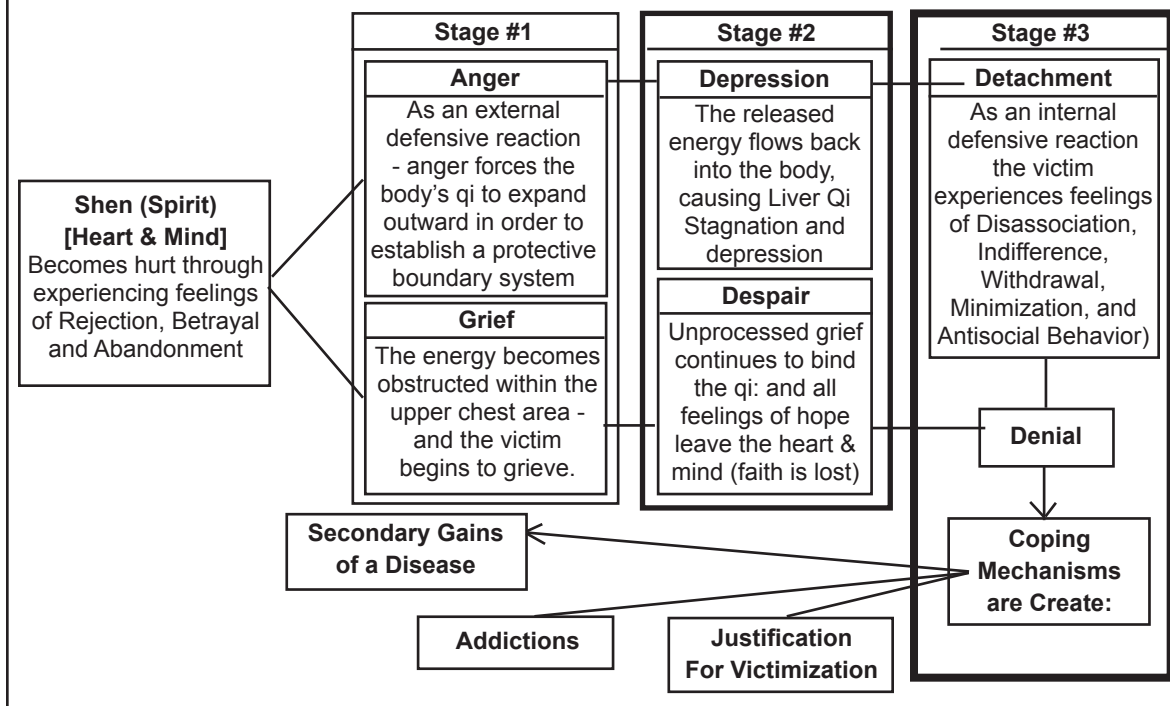 Shen (Spirit)
[Heart & Mind]
Becomes hurt through
experiencing feelings
of Rejection, Betrayal
and Abandonment
Stage #1
Anger
As an external
defensive reaction
- anger forces the
body's qi to expand
outward in order to
establish a protective
boundary system
Grief
The energy becomes
obstructed within the
upper chest area -
and the victim
begins to grieve.
Stage #2
Depression
The released
energy flows back
into the body,
causing Liver Qi
Stagnation and
depression
Despair
Unprocessed grief
continues to bind
the qi: and all
feelings of hope
leave the heart &
mind (faith is lost)
Stage #3
Detachment
As an internal
defensive reaction
the victim
experiences feelings
of Disassociation,
Indifference,
Withdrawal,
Minimization, and
Antisocial Behavior)
Denial
Coping
Mechanisms
are Create:
Secondary Gains
of a Disease
Addictions
Justification
For Victimization